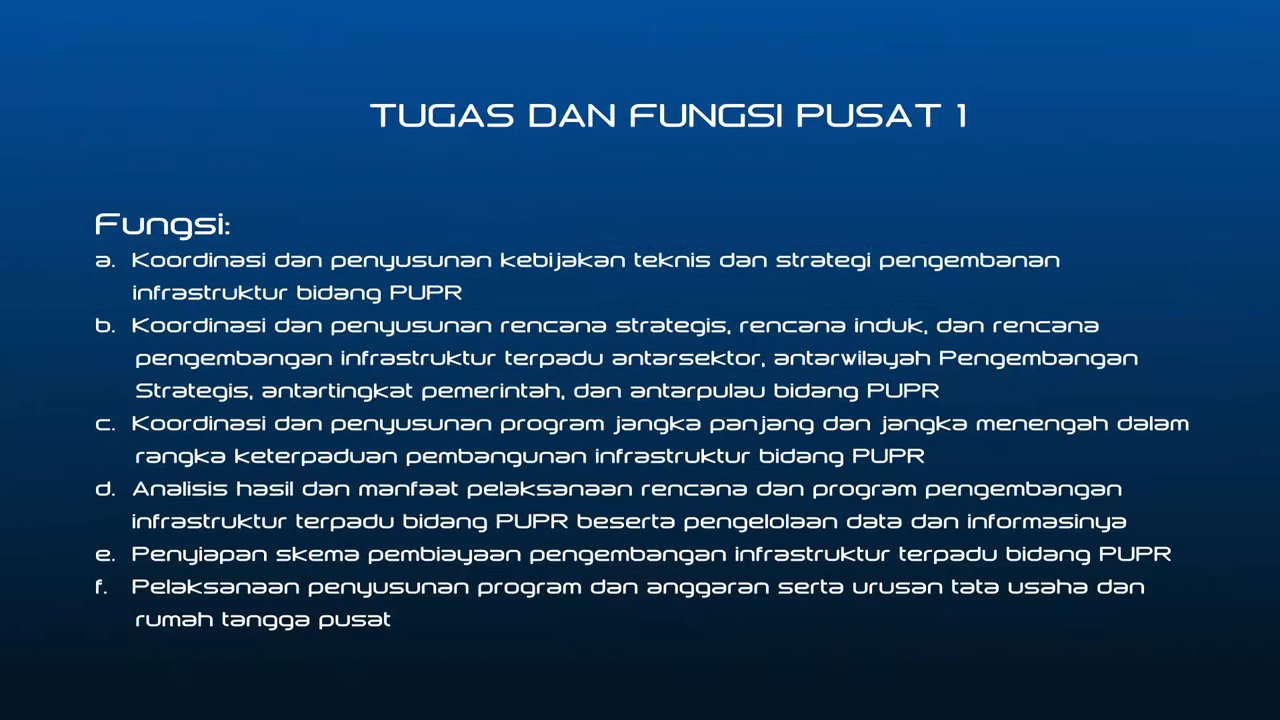 TUGAS DAN FUNGSI PUSAT 1
Fungsi:
a. Koordinasi dan penyusunan kebijakan teknis dan strategi pengembanan
infrastruktur bidang PUPR
b. Koordinasi dan penyusunan rencana strategis, rencana induk, dan rencana
pengembangan infrastruktur terpadu antarsektor, antarwilayah Pengembangan
Strategis, antartingkat pemerintah, dan antarpulau bidang PUPR
c. Koordinasi dan penyusunan program jangka panjang dan jangka menengah dalam
rangka keterpaduan pembangunan infrastruktur bidang PUPR
d. Analisis hasil dan manfaat pelaksanaan rencana dan program pengembangan
infrastruktur terpadu bidang PUPR beserta pengelolaan data dan informasinya
e. Penyiapan skema pembiayaan pengembangan infrastruktur terpadu bidang PUPR
f. Pelaksanaan penyusunan program dan anggaran serta urusan tata usaha dan
rumah tangga pusat